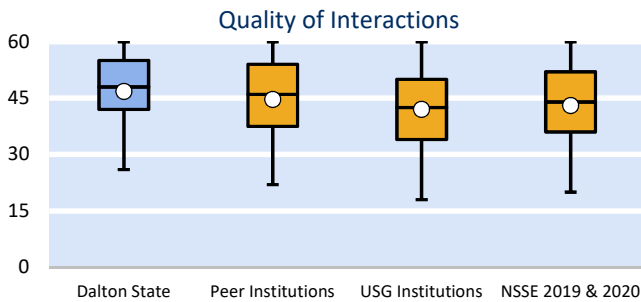 Quality of Interactions
60
45
30
15
0
Dalton State
Peer Institutions
USG Institutions
NSSE 2019 & 2020